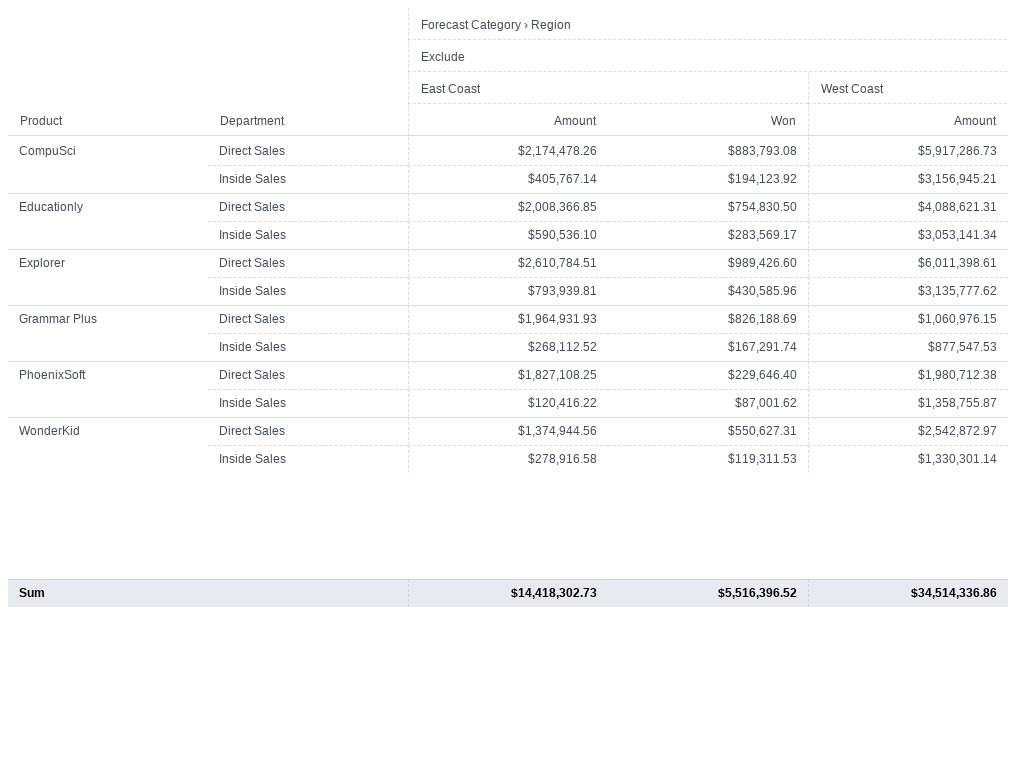 Forecast Category › Region
Exclude
East Coast West Coast
Product Department Amount Won Amount
CompuSci Direct Sales $2,174,478.26 $883,793.08 $5,917,286.73
Inside Sales $405,767.14 $194,123.92 $3,156,945.21
Educationly Direct Sales $2,008,366.85 $754,830.50 $4,088,621.31
Inside Sales $590,536.10 $283,569.17 $3,053,141.34
Explorer Direct Sales $2,610,784.51 $989,426.60 $6,011,398.61
Inside Sales $793,939.81 $430,585.96 $3,135,777.62
Grammar Plus Direct Sales $1,964,931.93 $826,188.69 $1,060,976.15
Inside Sales $268,112.52 $167,291.74 $877,547.53
PhoenixSoft Direct Sales $1,827,108.25 $229,646.40 $1,980,712.38
Inside Sales $120,416.22 $87,001.62 $1,358,755.87
WonderKid Direct Sales $1,374,944.56 $550,627.31 $2,542,872.97
Inside Sales $278,916.58 $119,311.53 $1,330,301.14
Sum $14,418,302.73 $5,516,396.52 $34,514,336.86